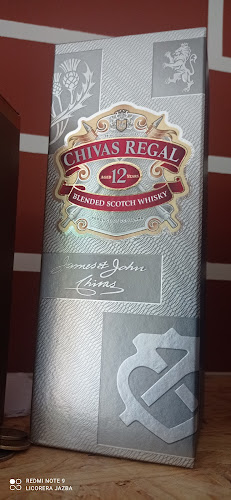 CHIVAS REGAL
AGED 12 YEARS
BLENDED SCOTCH WHISKY
James & John
Chivas
REDMI NOTE 9
LICORERA JAZBA